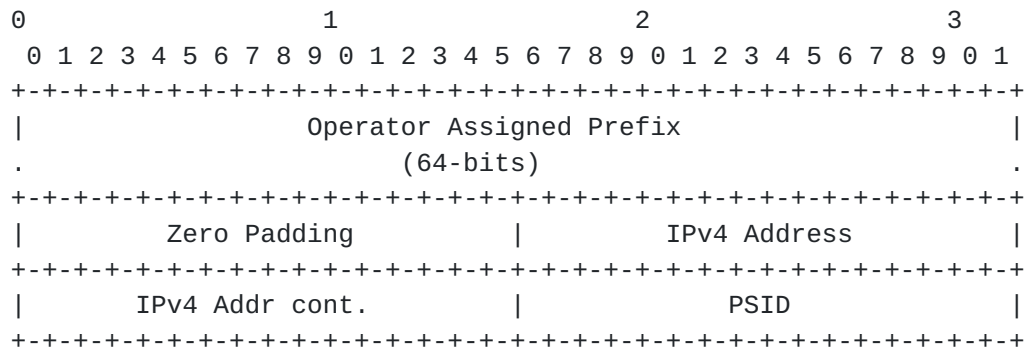 0                   1                   2                   3
 0 1 2 3 4 5 6 7 8 9 0 1 2 3 4 5 6 7 8 9 0 1 2 3 4 5 6 7 8 9 0 1
+-+-+-+-+-+-+-+-+-+-+-+-+-+-+-+-+-+-+-+-+-+-+-+-+-+-+-+-+-+-+-+-+
|                  Operator Assigned Prefix                     |
.                        (64-bits)                              .
+-+-+-+-+-+-+-+-+-+-+-+-+-+-+-+-+-+-+-+-+-+-+-+-+-+-+-+-+-+-+-+-+
|         Zero Padding          |         IPv4 Address          |
+-+-+-+-+-+-+-+-+-+-+-+-+-+-+-+-+-+-+-+-+-+-+-+-+-+-+-+-+-+-+-+-+
|       IPv4 Addr cont.         |             PSID              |
+-+-+-+-+-+-+-+-+-+-+-+-+-+-+-+-+-+-+-+-+-+-+-+-+-+-+-+-+-+-+-+-+